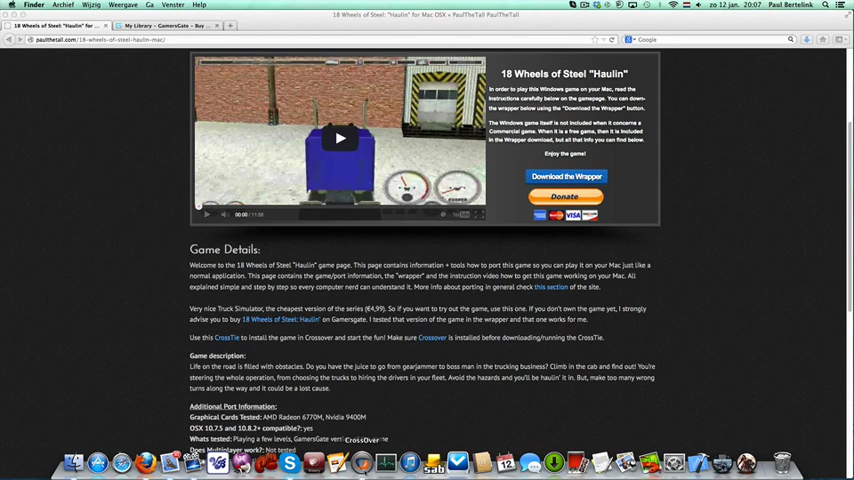 Finder Archief Wijzig Weergave Ga Venster Help zo 12 jan. 20:07 Paul Bertelink
18 Wheels of Steel: "Haulin" for Mac OSX « PaulTheTall PaulTheTall
18 Wheels of Steel: "Haulin" for... My Library – GamersGate – Buy ...
paulthetall.com/18-wheels-of-steel-haulin-mac/ Google
18 Wheels of Steel "Haulin"
In order to play this Windows game on your Mac, read the
instructions carefully below on the gamepage. You can down-
the wrapper below using the "Download the Wrapper" button.
The Windows game itself is not included when it concerns a
Commercial game. When it is a free game, then it is included
in the Wrapper download, but all that info you can find below.
Enjoy the game!
Download the Wrapper
Donate
VISA
00:00 / 11:58
Game Details:
Welcome to the 18 Wheels of Steel "Haulin" game page. This page contains information + tools how to port this game so you can play it on your Mac just like a
normal application. This page contains the game/port information, the "wrapper" and the instruction video how to get this game working on your Mac. All
explained simple and step by step so every computer nerd can understand it. More info about porting in general check this section of the site.
Very nice Truck Simulator, the cheapest version of the series (€4,99). So if you want to try out the game, use this one. If you don't own the game yet, I strongly
advise you to buy 18 Wheels of Steel: Haulin' on Gamersgate. I tested that version of the game in the wrapper and that one works for me.
Use this CrossTie to install the game in Crossover and start the fun! Make sure Crossover is installed before downloading/running the CrossTie.
Game description:
Life on the road is filled with obstacles. Do you have the juice to go from gearjammer to boss man in the trucking business? Climb in the cab and find out! You're
steering the whole operation, from choosing the trucks to hiring the drivers in your fleet. Avoid the hazards and you'll be haulin' it in. But, make too many wrong
turns along the way and it could be a lost cause.
Additional Port Information:
Graphical Cards Tested: AMD Radeon 6770M, Nvidia 9400M
OSX 10.7.5 and 10.8.2+ compatible?: yes
Whats tested: Playing a few levels, GamersGate
CrossOver
Does Multiplayer work?: Not tested
sab
12